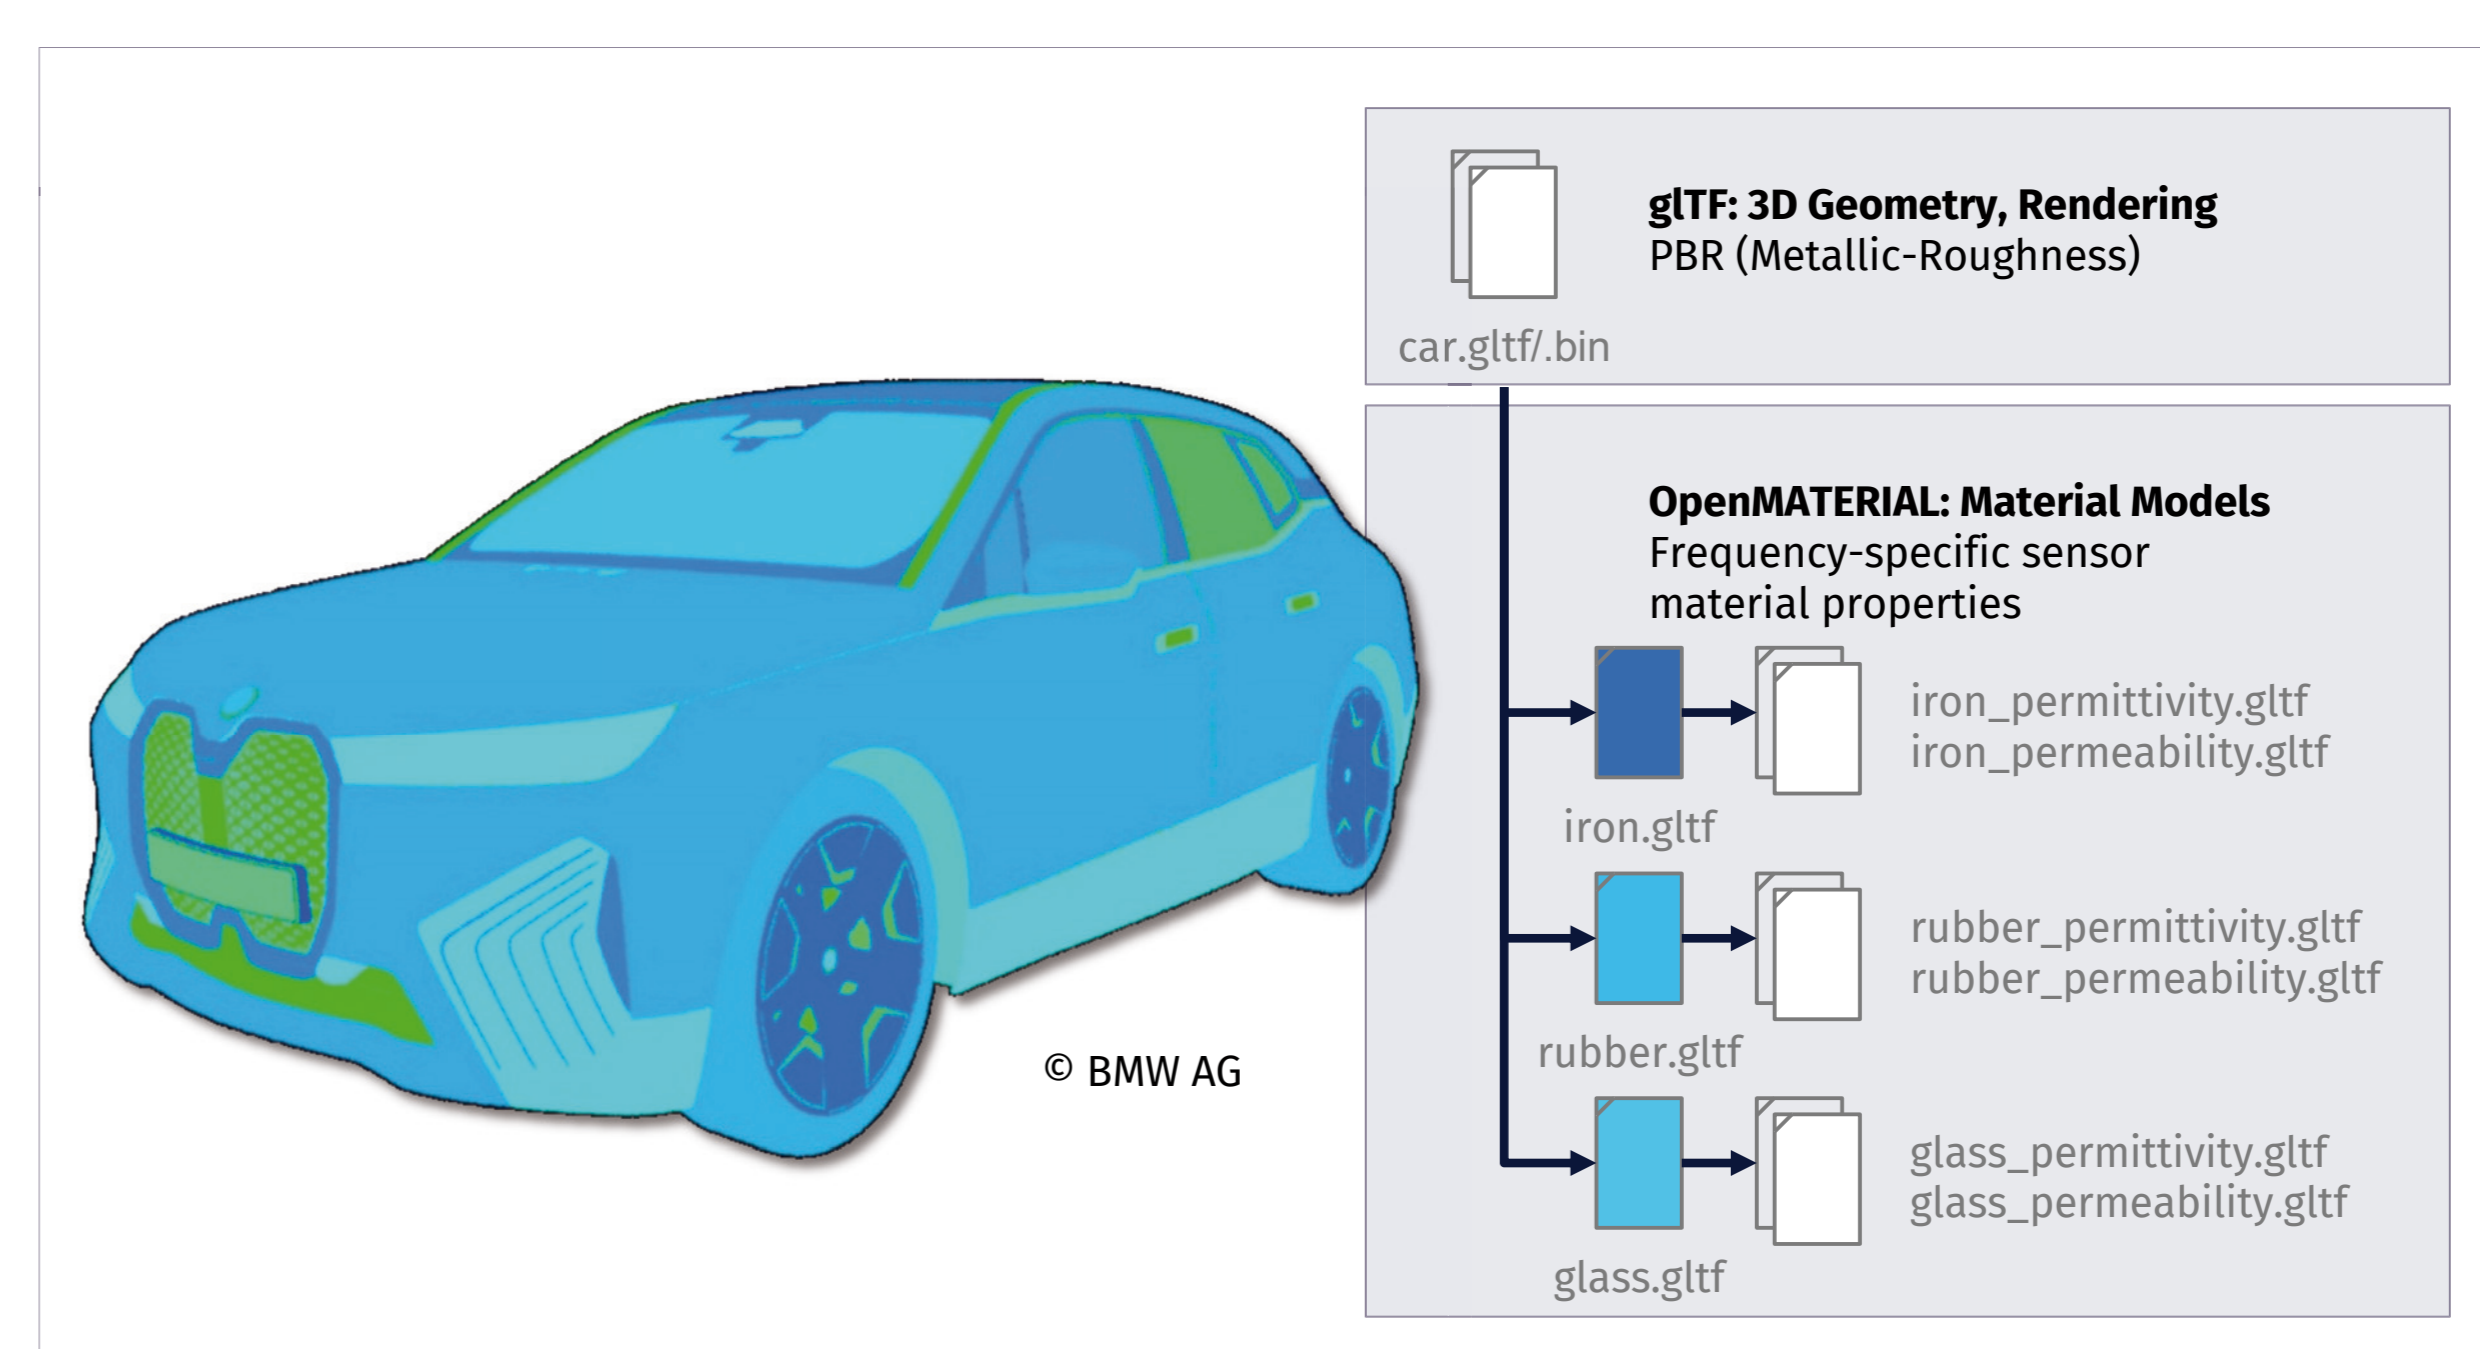 glTF: 3D Geometry, Rendering
PBR (Metallic-Roughness)
car.gltf/.bin
OpenMATERIAL: Material Models
Frequency-specific sensor
material properties
iron_permittivity.gltf
iron_permeability.gltf
iron.gltf
rubber_permittivity.gltf
rubber_permeability.gltf
rubber.gltf
© BMW AG
glass_permittivity.gltf
glass_permeability.gltf
glass.gltf